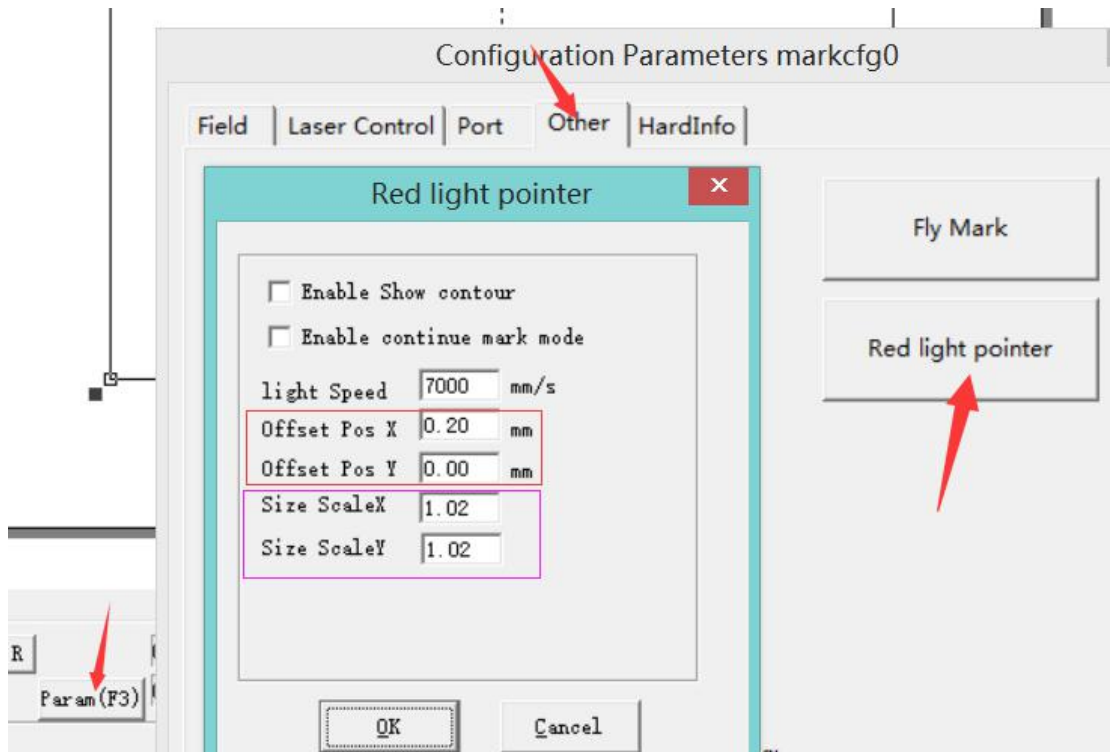 Configuration Parameters markcfg0
Field Laser Control Port Other HardInfo
Red light pointer
Fly Mark
Red light pointer
Enable Show contour
Enable continue mark mode
light Speed 7000 mm/s
Offset Pos X 0.20 mm
Offset Pos Y 0.00 mm
Size ScaleX 1.02
Size ScaleY 1.02
R
Param(F3)
OK Cancel